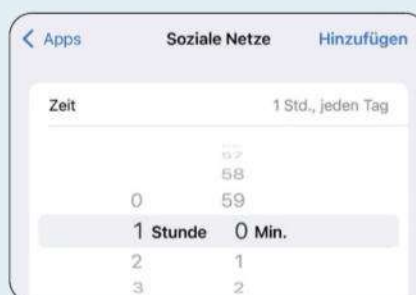 Apps Soziale Netze Hinzufügen
Zeit 1 Std., jeden Tag
57
58
0 59
1 Stunde 0 Min.
2 1
3 2